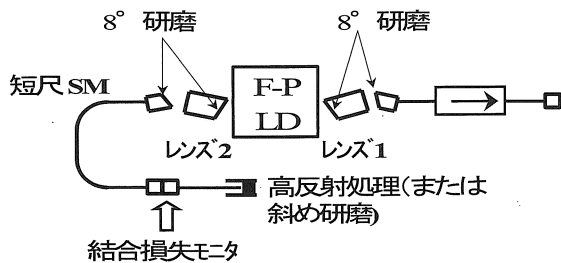 8° 研磨
8° 研磨
短尺SM
F-P
LD
レンズ2
レンズ1
高反射処理(または
斜め研磨)
結合損失モニタ